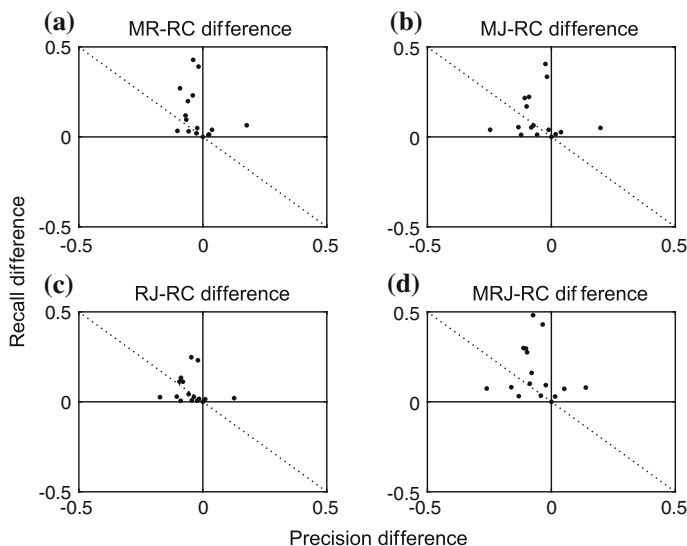 (a) MR-RC difference
0.5
0
-0.5
-0.5 0 0.5
(b) MJ-RC difference
0.5
0
-0.5
-0.5 0 0.5
(c) RJ-RC difference
0.5
0
-0.5
-0.5 0 0.5
(d) MRJ-RC difference
0.5
0
-0.5
-0.5 0 0.5
Recall difference
Precision difference